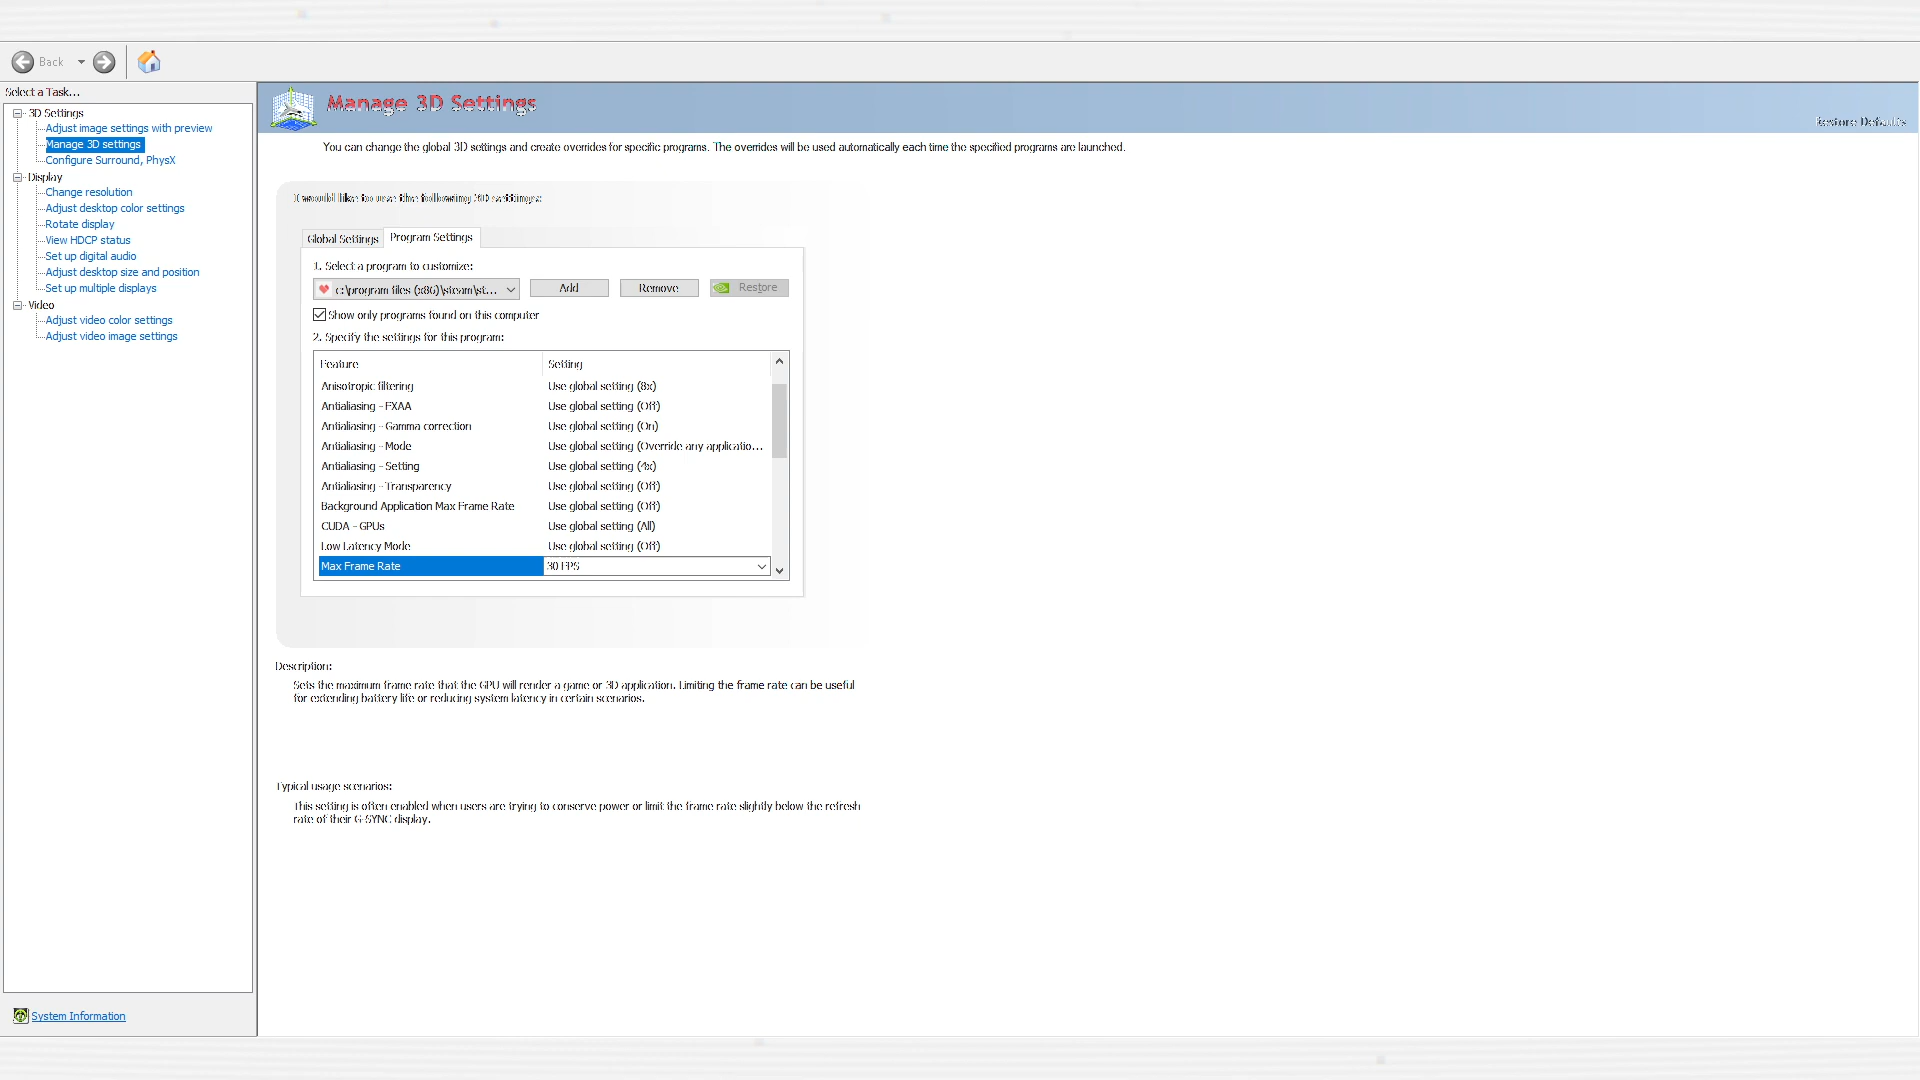 Back
Select a Task...
3D Settings
Adjust image settings with preview
Manage 3D settings
Configure Surround, PhysX
Display
Change resolution
Adjust desktop color settings
Rotate display
View HDCP status
Set up digital audio
Adjust desktop size and position
Set up multiple displays
Video
Adjust video color settings
Adjust video image settings
System Information
Manage 3D Settings
Restore Defaults
You can change the global 3D settings and create overrides for specific programs. The overrides will be used automatically each time the specified programs are launched.
I would like to use the following 3D settings:
Global Settings
Program Settings
1. Select a program to customize:
c:\program files (x86)\steam\st...
Add
Remove
Restore
Show only programs found on this computer
2. Specify the settings for this program:
Feature Setting
Anisotropic filtering Use global setting (8x)
Antialiasing - FXAA Use global setting (Off)
Antialiasing - Gamma correction Use global setting (On)
Antialiasing - Mode Use global setting (Override any applicatio...
Antialiasing - Setting Use global setting (4x)
Antialiasing - Transparency Use global setting (Off)
Background Application Max Frame Rate Use global setting (Off)
CUDA - GPUs Use global setting (All)
Low Latency Mode Use global setting (Off)
Max Frame Rate 30 FPS
Description:
Sets the maximum frame rate that the GPU will render a game or 3D application. Limiting the frame rate can be useful
for extending battery life or reducing system latency in certain scenarios.
Typical usage scenarios:
This setting is often enabled when users are trying to conserve power or limit the frame rate slightly below the refresh
rate of their G-SYNC display.